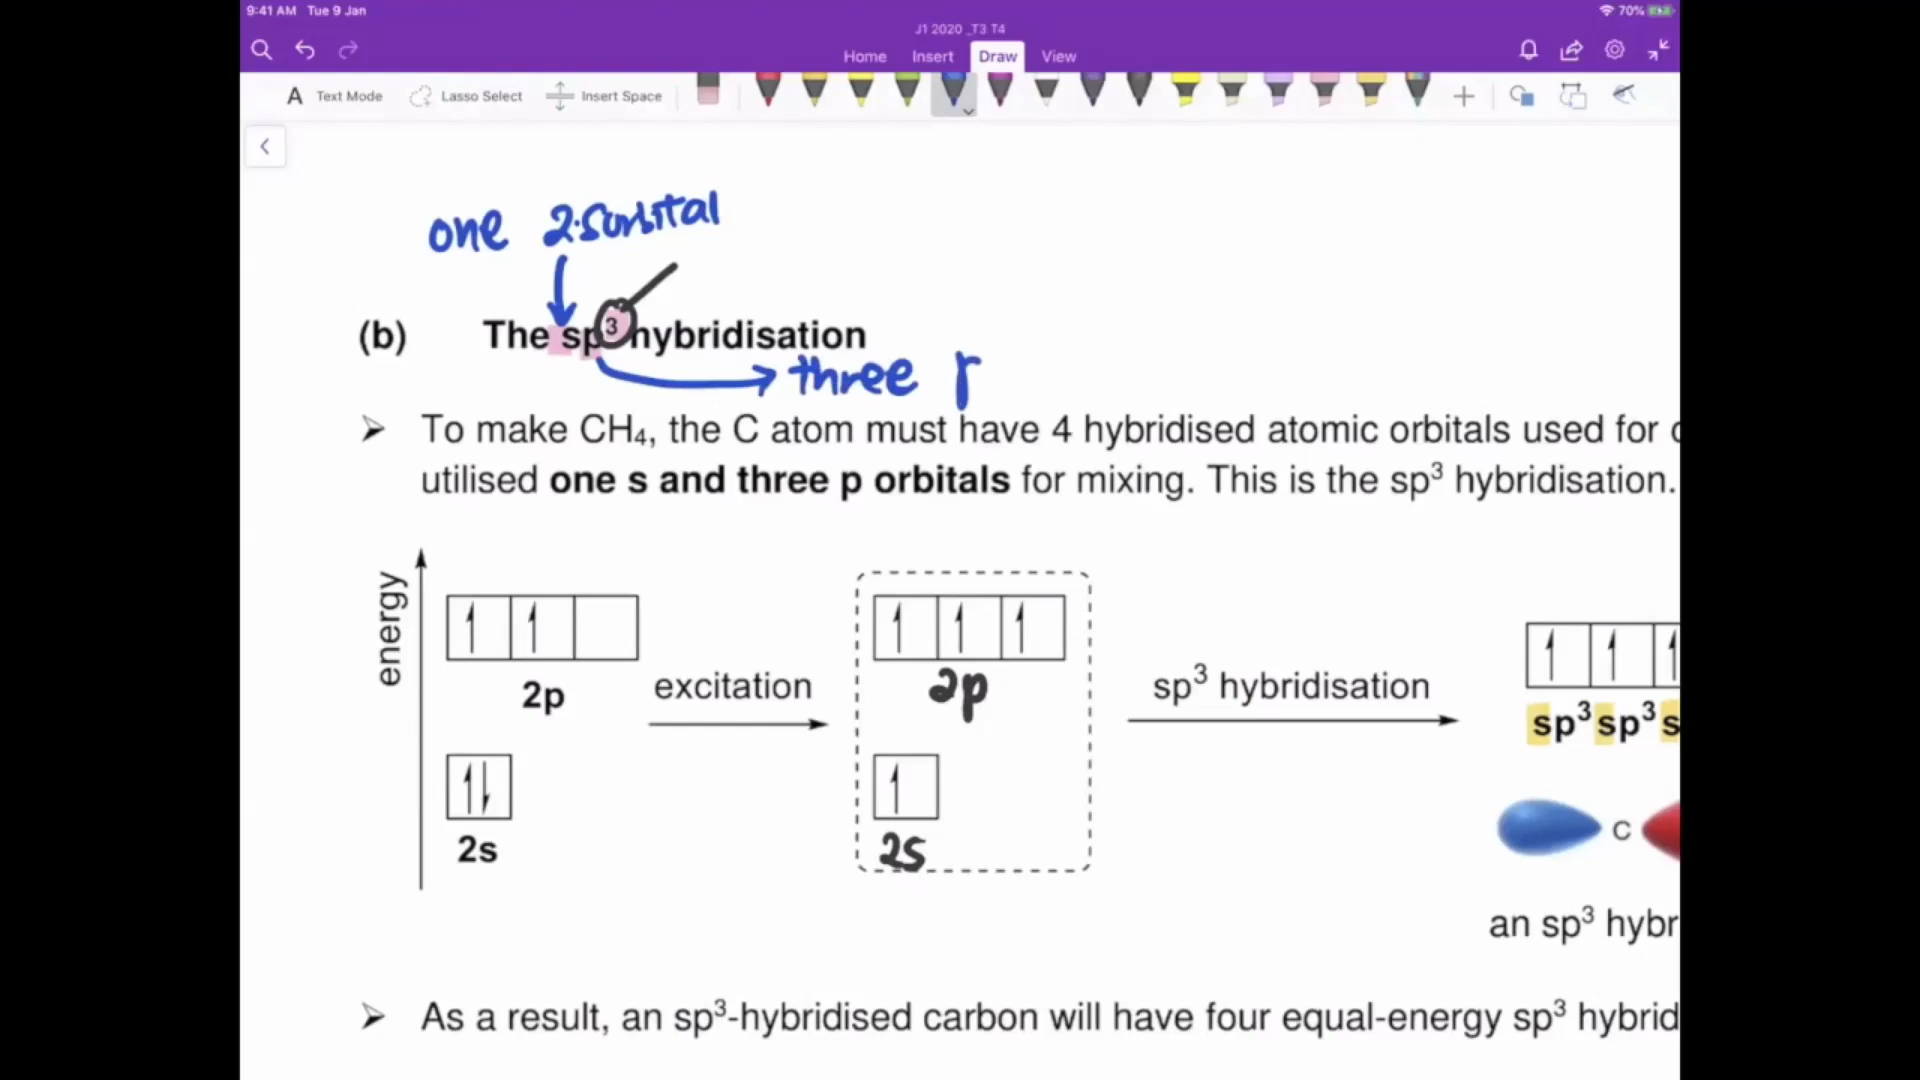 9:41 AM Tue 9 Jan
70%
J1 2020 _T3 T4
Home Insert Draw View
A Text Mode Lasso Select Insert Space
one 2s orbital
(b) The sp³ hybridisation
three p
➤ To make CH₄, the C atom must have 4 hybridised atomic orbitals used for
utilised one s and three p orbitals for mixing. This is the sp³ hybridisation.
energy
2p
excitation
2p
sp³ hybridisation
sp³ sp³ s
2s
2s
C
an sp³ hybr
➤ As a result, an sp³-hybridised carbon will have four equal-energy sp³ hybrid